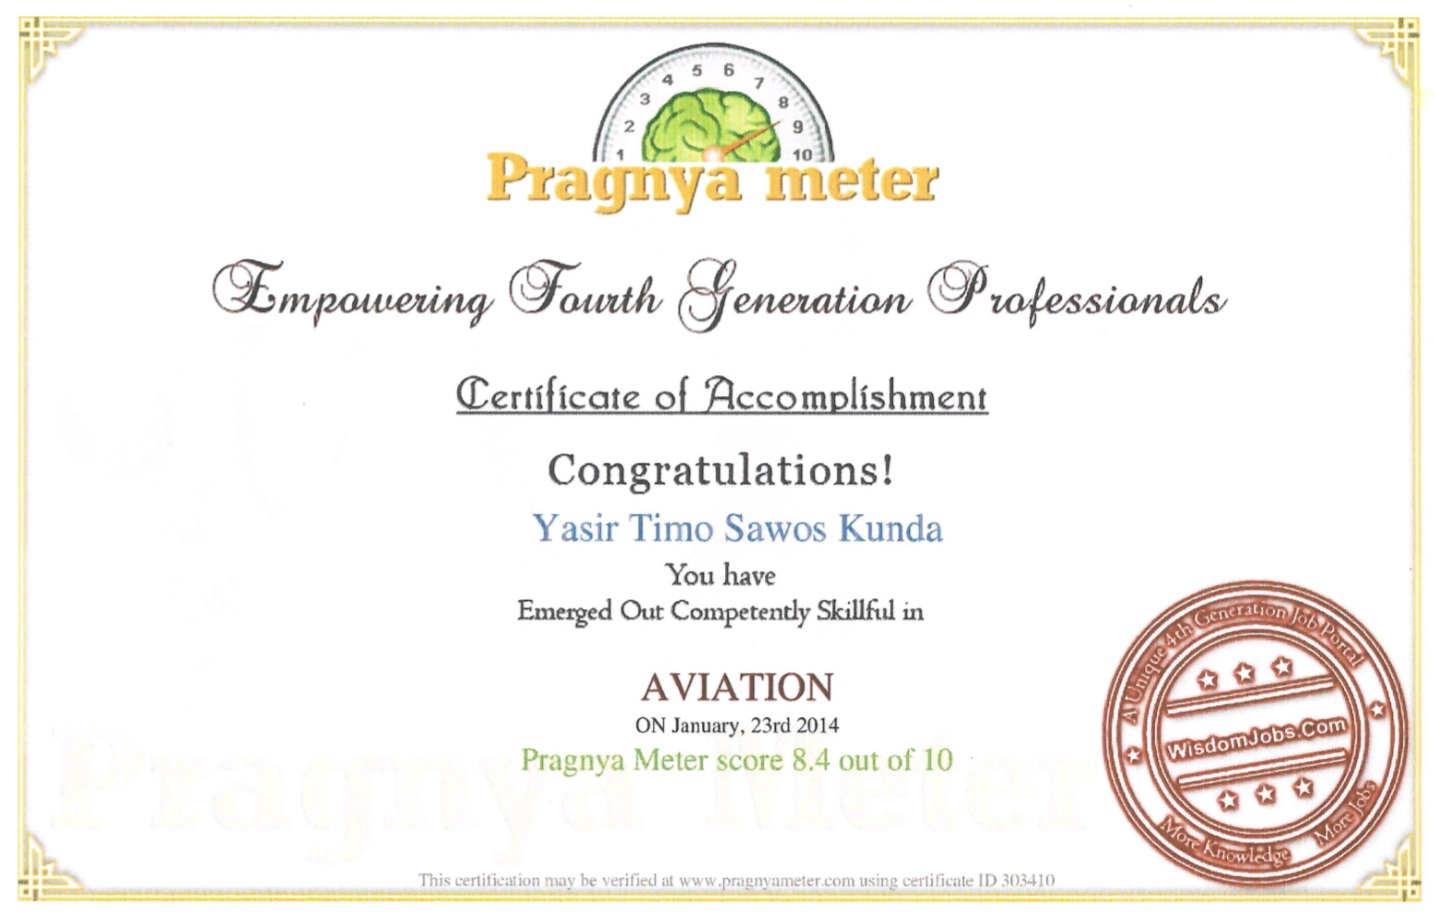 1 2 3 4 5 6 7 8 9 10
Pragnya meter
Empowering Fourth Generation Professionals
Certificate of Accomplishment
Congratulations!
Yasir Timo Sawos Kunda
You have
Emerged Out Competently Skillful in
AVIATION
ON January, 23rd 2014
Pragnya Meter score 8.4 out of 10
Pragnya Meter
A Unique 4th Generation Job Portal
WisdomJobs.Com
More Knowledge More Jobs
This certification may be verified at www.pragnyameter.com using certificate ID 303410